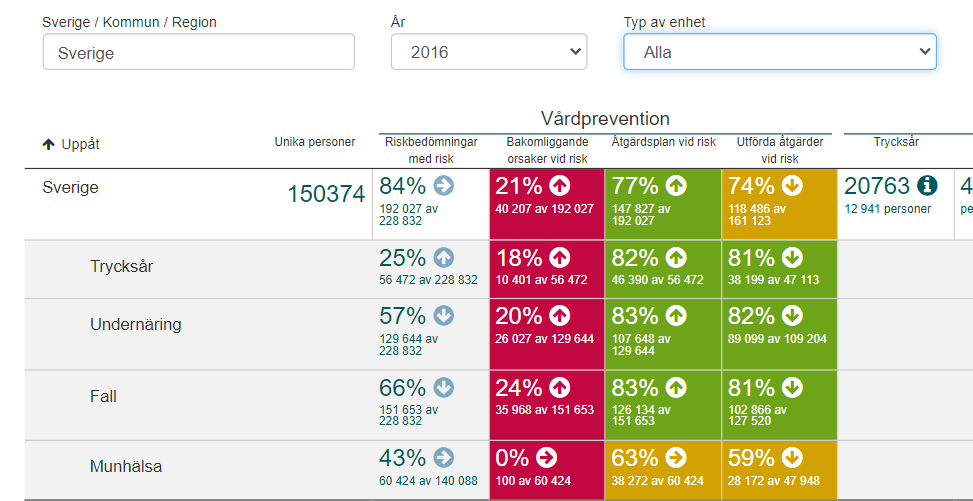 Sverige / Kommun / Region
År
Typ av enhet
Sverige
2016
Alla
Vårdprevention
Uppåt
Unika personer
Riskbedömningar
med risk
Bakomliggande
orsaker vid risk
Åtgärdsplan vid risk
Utförda åtgärder
vid risk
Trycksår
Sverige
150374
84%
192 027 av
228 832
21%
40 207 av 192 027
77%
147 827 av
192 027
74%
118 486 av
161 123
20763
12 941 personer
4
pe
Trycksår
25%
56 472 av 228 832
18%
10 401 av 56 472
82%
46 390 av 56 472
81%
38 199 av 47 113
Undernäring
57%
129 644 av
228 832
20%
26 027 av 129 644
83%
107 648 av
129 644
82%
89 099 av 109 204
Fall
66%
151 653 av
228 832
24%
35 968 av 151 653
83%
126 134 av
151 653
81%
102 866 av
127 520
Munhälsa
43%
60 424 av 140 088
0%
100 av 60 424
63%
38 272 av 60 424
59%
28 172 av 47 948